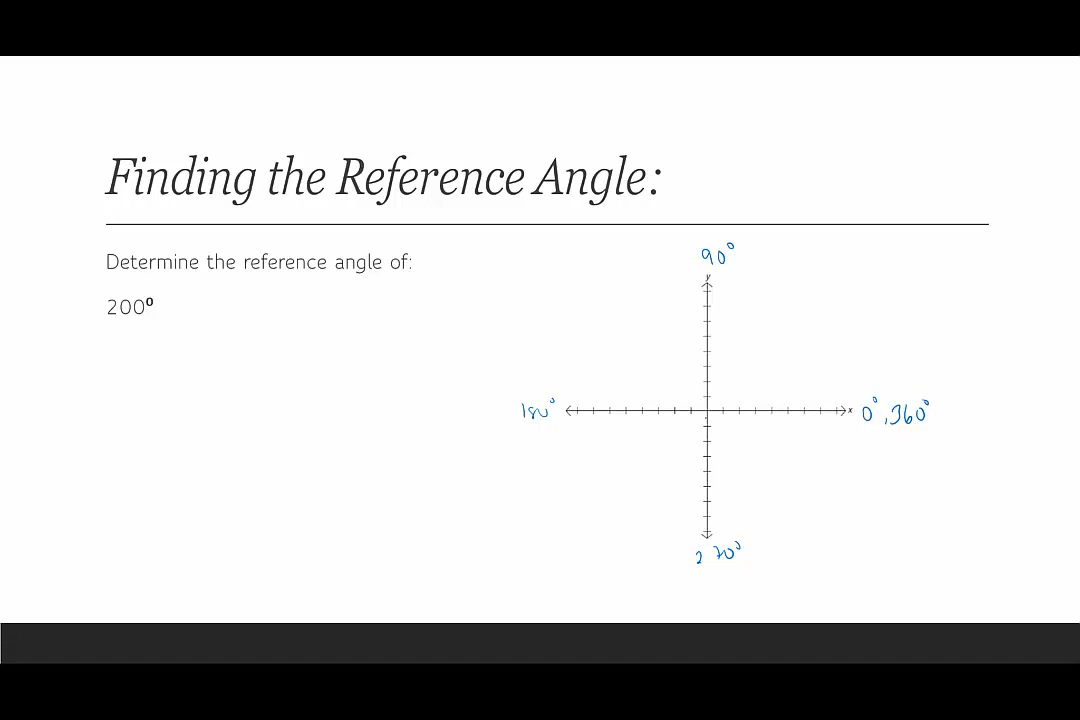 Finding the Reference Angle:
Determine the reference angle of:
200º
90°
y
180°
x 0°, 360°
270°